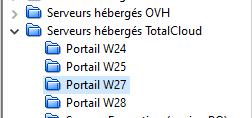 Serveurs hébergés OVH
Serveurs hébergés TotalCloud
Portail W24
Portail W25
Portail W27
Portail W28